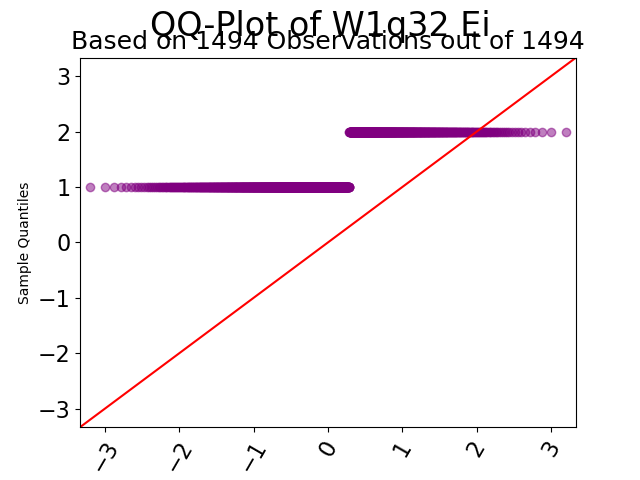 QQ-Plot of W1q32 Ei
Based on 1494 Observations out of 1494
3
2
1
0
−1
−2
−3
Sample Quantiles
−3 −2 −1 0 1 2 3